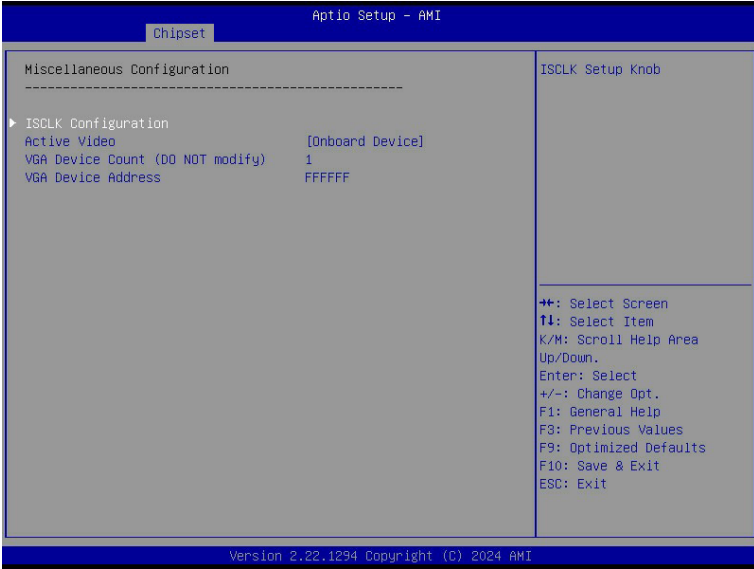 Aptio Setup – AMI
Chipset
Miscellaneous Configuration
--------------------------------------------------
▶ ISCLK Configuration
Active Video [Onboard Device]
VGA Device Count (DO NOT modify) 1
VGA Device Address FFFFFF
ISCLK Setup Knob
→←: Select Screen
↑↓: Select Item
K/M: Scroll Help Area
Up/Down.
Enter: Select
+/-: Change Opt.
F1: General Help
F3: Previous Values
F9: Optimized Defaults
F10: Save & Exit
ESC: Exit
Version 2.22.1294 Copyright (C) 2024 AMI